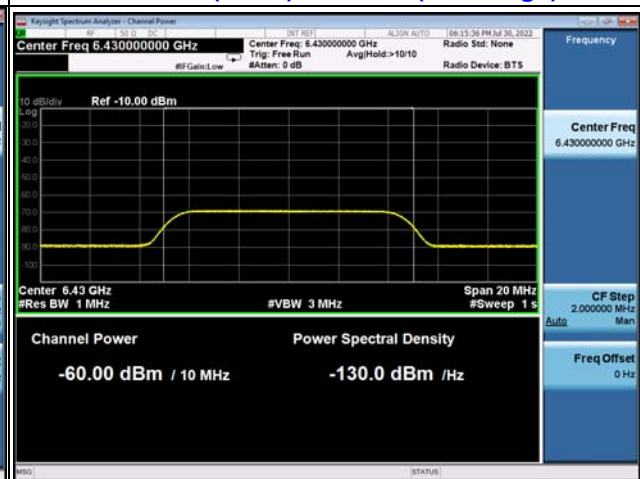 Keysight Spectrum Analyzer - Channel Power
RF 50 Ω DC INT REF ALIGN AUTO 06:15:36 PM Jul 30, 2022
Center Freq 6.430000000 GHz Center Freq: 6.430000000 GHz Radio Std: None Frequency
Trig: Free Run Avg|Hold:>10/10
#IFGain:Low #Atten: 0 dB Radio Device: BTS
10 dB/div Ref -10.00 dBm
Log
Center Freq
6.430000000 GHz
Center 6.43 GHz Span 20 MHz
#Res BW 1 MHz #VBW 3 MHz #Sweep 1 s
CF Step
2.000000 MHz
Auto Man
Channel Power Power Spectral Density
-60.00 dBm / 10 MHz -130.0 dBm /Hz
Freq Offset
0 Hz
MSG STATUS